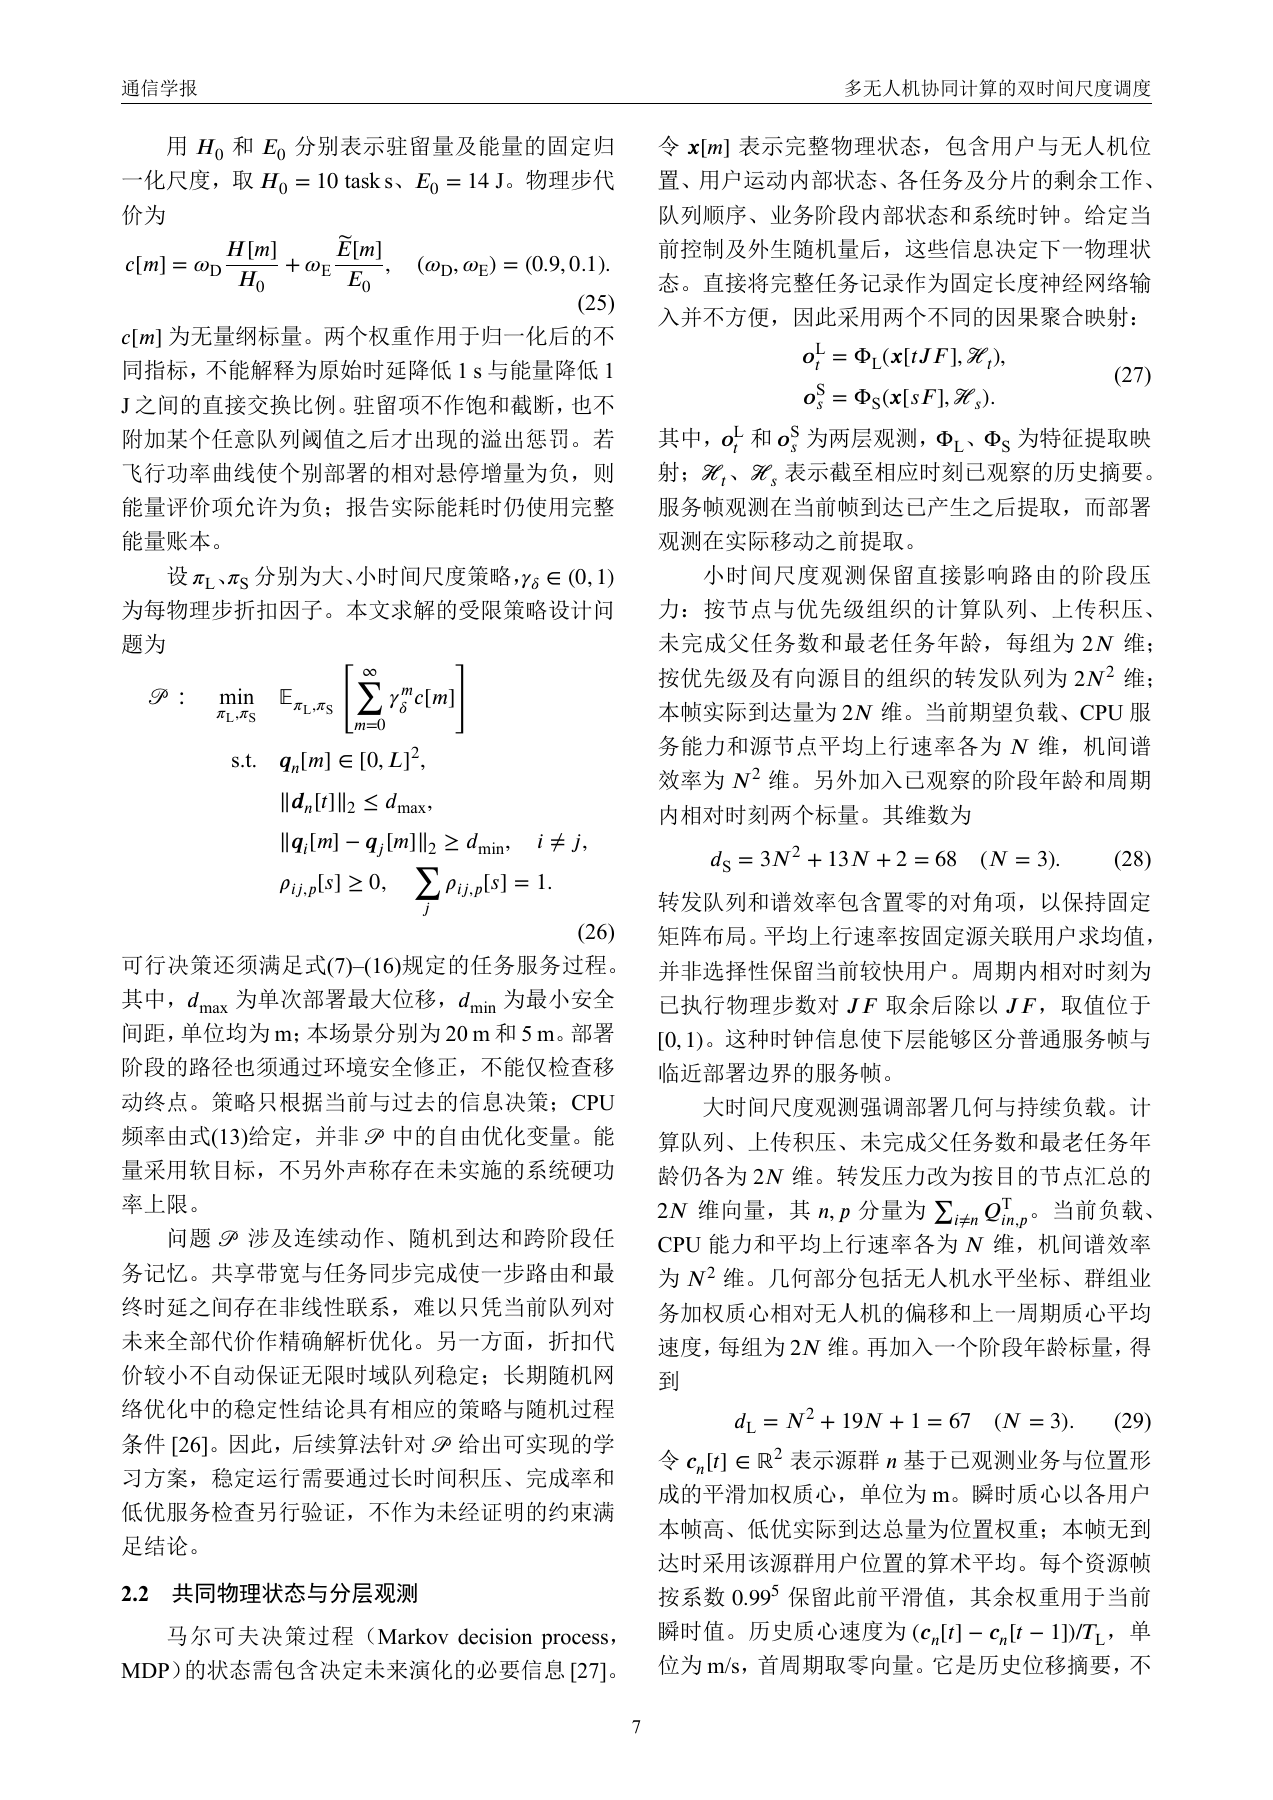 通信学报
多无人机协同计算的双时间尺度调度
用 H₀ 和 E₀ 分别表示驻留量及能量的固定归
一化尺度，取 H₀ = 10 task s、E₀ = 14 J。物理步代
价为
c[m] = ω_D H[m]/H₀ + ω_E Ẽ[m]/E₀, (ω_D, ω_E) = (0.9, 0.1).
(25)
c[m] 为无量纲标量。两个权重作用于归一化后的不
同指标，不能解释为原始时延降低 1 s 与能量降低 1
J 之间的直接交换比例。驻留项不作饱和截断，也不
附加某个任意队列阈值之后才出现的溢出惩罚。若
飞行功率曲线使个别部署的相对悬停增量为负，则
能量评价项允许为负；报告实际能耗时仍使用完整
能量账本。
设 π_L、π_S 分别为大、小时间尺度策略，γ_δ ∈ (0, 1)
为每物理步折扣因子。本文求解的受限策略设计问
题为
𝒫 : min_{π_L,π_S} 𝔼_{π_L,π_S} [∑_{m=0}^{∞} γ_δ^m c[m]]
s.t. q_n[m] ∈ [0, L]²,
‖d_n[t]‖₂ ≤ d_max,
‖q_i[m] − q_j[m]‖₂ ≥ d_min, i ≠ j,
ρ_{ij,p}[s] ≥ 0, ∑_j ρ_{ij,p}[s] = 1.
(26)
可行决策还须满足式(7)–(16)规定的任务服务过程。
其中，d_max 为单次部署最大位移，d_min 为最小安全
间距，单位均为 m；本场景分别为 20 m 和 5 m。部署
阶段的路径也须通过环境安全修正，不能仅检查移
动终点。策略只根据当前与过去的信息决策；CPU
频率由式(13)给定，并非 𝒫 中的自由优化变量。能
量采用软目标，不另外声称存在未实施的系统硬功
率上限。
问题 𝒫 涉及连续动作、随机到达和跨阶段任
务记忆。共享带宽与任务同步完成使一步路由和最
终时延之间存在非线性联系，难以只凭当前队列对
未来全部代价作精确解析优化。另一方面，折扣代
价较小不自动保证无限时域队列稳定；长期随机网
络优化中的稳定性结论具有相应的策略与随机过程
条件 [26]。因此，后续算法针对 𝒫 给出可实现的学
习方案，稳定运行需要通过长时间积压、完成率和
低优服务检查另行验证，不作为未经证明的约束满
足结论。
2.2 共同物理状态与分层观测
马尔可夫决策过程（Markov decision process，
MDP）的状态需包含决定未来演化的必要信息 [27]。
令 x[m] 表示完整物理状态，包含用户与无人机位
置、用户运动内部状态、各任务及分片的剩余工作、
队列顺序、业务阶段内部状态和系统时钟。给定当
前控制及外生随机量后，这些信息决定下一物理状
态。直接将完整任务记录作为固定长度神经网络输
入并不方便，因此采用两个不同的因果聚合映射：
o_t^L = Φ_L(x[tJF], ℋ_t),
o_s^S = Φ_S(x[sF], ℋ_s).
(27)
其中，o_t^L 和 o_s^S 为两层观测，Φ_L、Φ_S 为特征提取映
射；ℋ_t、ℋ_s 表示截至相应时刻已观察的历史摘要。
服务帧观测在当前帧到达已产生之后提取，而部署
观测在实际移动之前提取。
小时间尺度观测保留直接影响路由的阶段压
力：按节点与优先级组织的计算队列、上传积压、
未完成父任务数和最老任务年龄，每组为 2N 维；
按优先级及有向源目的组织的转发队列为 2N² 维；
本帧实际到达量为 2N 维。当前期望负载、CPU 服
务能力和源节点平均上行速率各为 N 维，机间谱
效率为 N² 维。另外加入已观察的阶段年龄和周期
内相对时刻两个标量。其维数为
d_S = 3N² + 13N + 2 = 68 (N = 3). (28)
转发队列和谱效率包含置零的对角项，以保持固定
矩阵布局。平均上行速率按固定源关联用户求均值，
并非选择性保留当前较快用户。周期内相对时刻为
已执行物理步数对 JF 取余后除以 JF，取值位于
[0, 1)。这种时钟信息使下层能够区分普通服务帧与
临近部署边界的服务帧。
大时间尺度观测强调部署几何与持续负载。计
算队列、上传积压、未完成父任务数和最老任务年
龄仍各为 2N 维。转发压力改为按目的节点汇总的
2N 维向量，其 n, p 分量为 ∑_{i≠n} Q_{in,p}^T。当前负载、
CPU 能力和平均上行速率各为 N 维，机间谱效率
为 N² 维。几何部分包括无人机水平坐标、群组业
务加权质心相对无人机的偏移和上一周期质心平均
速度，每组为 2N 维。再加入一个阶段年龄标量，得
到
d_L = N² + 19N + 1 = 67 (N = 3). (29)
令 c_n[t] ∈ ℝ² 表示源群 n 基于已观测业务与位置形
成的平滑加权质心，单位为 m。瞬时质心以各用户
本帧高、低优实际到达总量为位置权重；本帧无到
达时采用该源群用户位置的算术平均。每个资源帧
按系数 0.99⁵ 保留此前平滑值，其余权重用于当前
瞬时值。历史质心速度为 (c_n[t] − c_n[t − 1])/T_L，单
位为 m/s，首周期取零向量。它是历史位移摘要，不
7